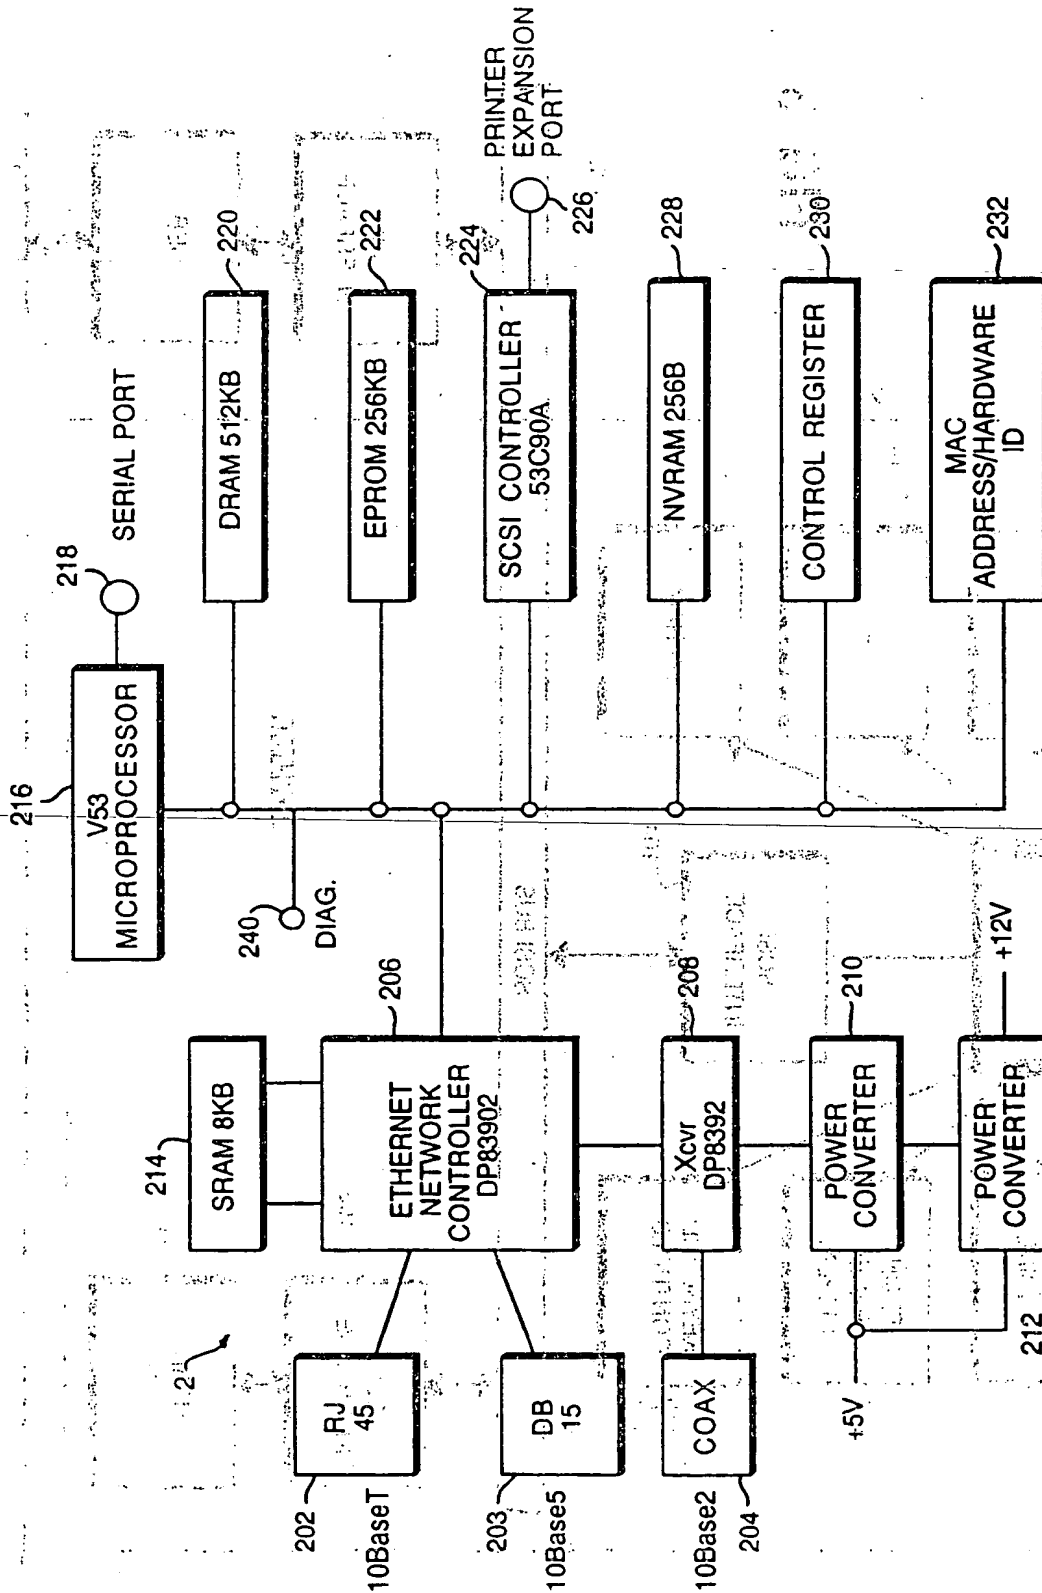 216
V53
MICROPROCESSOR
218
SERIAL PORT
240
DIAG.
DRAM 512KB
220
EPROM 256KB
222
SCSI CONTROLLER
53C90A
224
PRINTER
EXPANSION
PORT
226
NVRAM 256B
228
CONTROL REGISTER
230
MAC
ADDRESS/HARDWARE
ID
232
214
SRAM 8KB
ETHERNET
NETWORK
CONTROLLER
DP83902
206
2
RJ
45
202
10BaseT
DB
15
203
10Base5
Xcvr
DP8392
208
COAX
10Base2
204
POWER
CONVERTER
210
+5V
POWER
CONVERTER
+12V
212